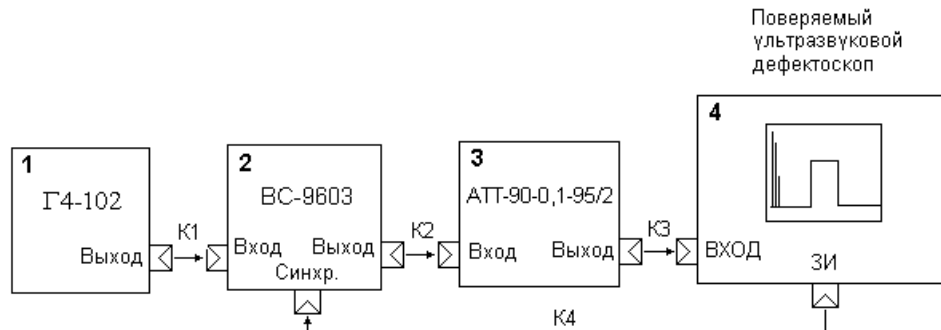 Поверяемый
ультразвуковой
дефектоскоп
1
Г4-102
Выход
К1
2
ВС-9603
Вход Выход
Синхр.
К2
3
АТТ-90-0,1-95/2
Вход Выход
К3
4
ВХОД
ЗИ
К4